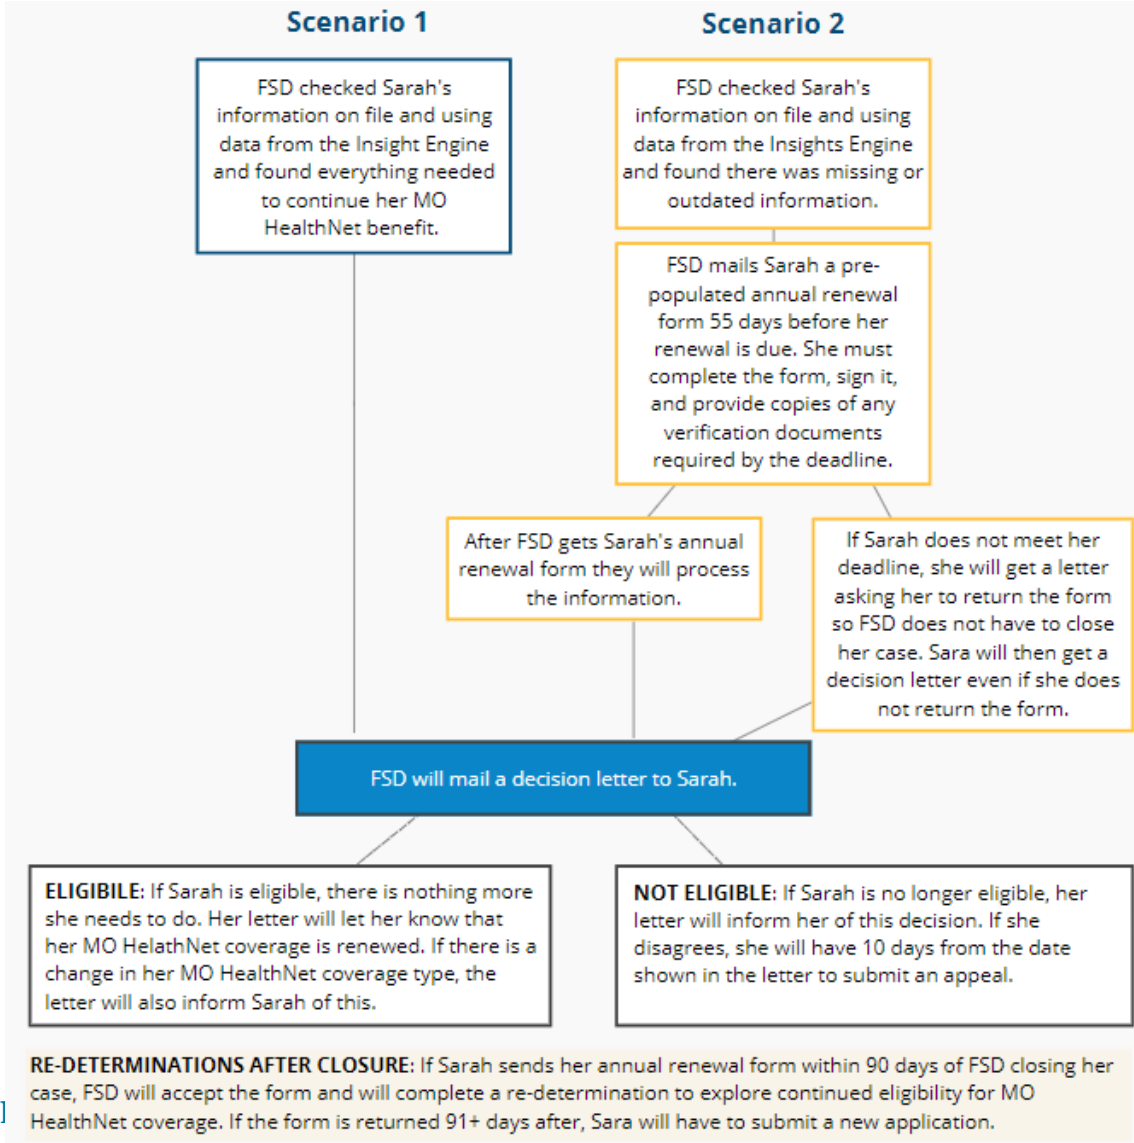 Scenario 1
FSD checked Sarah's
information on file and using
data from the Insight Engine
and found everything needed
to continue her MO
HealthNet benefit.
Scenario 2
FSD checked Sarah's
information on file and using
data from the Insights Engine
and found there was missing or
outdated information.
FSD mails Sarah a pre-
populated annual renewal
form 55 days before her
renewal is due. She must
complete the form, sign it,
and provide copies of any
verification documents
required by the deadline.
After FSD gets Sarah's annual
renewal form they will process
the information.
If Sarah does not meet her
deadline, she will get a letter
asking her to return the form
so FSD does not have to close
her case. Sara will then get a
decision letter even if she does
not return the form.
FSD will mail a decision letter to Sarah.
ELIGIBILE: If Sarah is eligible, there is nothing more
she needs to do. Her letter will let her know that
her MO HelathNet coverage is renewed. If there is a
change in her MO HealthNet coverage type, the
letter will also inform Sarah of this.
NOT ELIGIBLE: If Sarah is no longer eligible, her
letter will inform her of this decision. If she
disagrees, she will have 10 days from the date
shown in the letter to submit an appeal.
RE-DETERMINATIONS AFTER CLOSURE: If Sarah sends her annual renewal form within 90 days of FSD closing her
case, FSD will accept the form and will complete a re-determination to explore continued eligibility for MO
HealthNet coverage. If the form is returned 91+ days after, Sara will have to submit a new application.